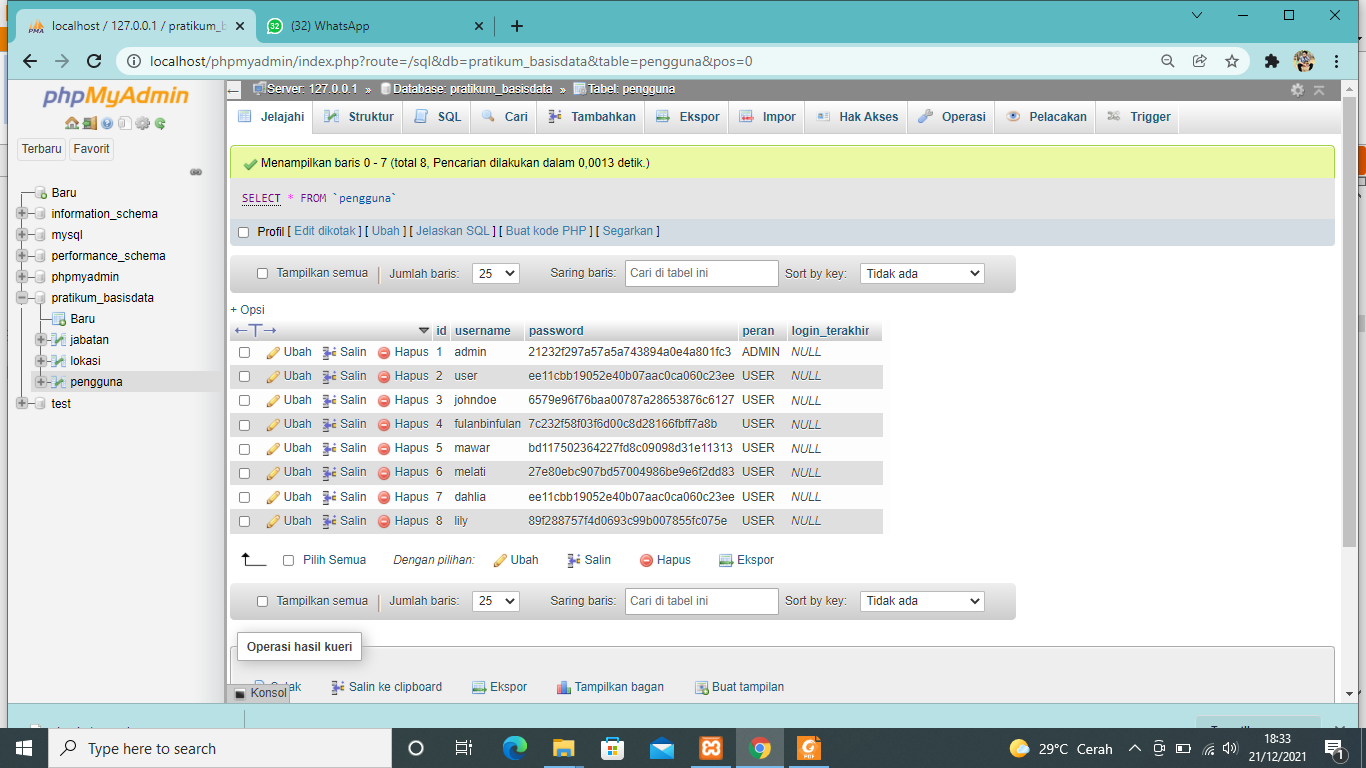 localhost / 127.0.0.1 / pratikum_b
(32) WhatsApp
localhost/phpmyadmin/index.php?route=/sql&db=pratikum_basisdata&table=pengguna&pos=0
phpMyAdmin
Terbaru Favorit
Baru
information_schema
mysql
performance_schema
phpmyadmin
pratikum_basisdata
Baru
jabatan
lokasi
pengguna
test
Server: 127.0.0.1 » Database: pratikum_basisdata » Tabel: pengguna
Jelajahi Struktur SQL Cari Tambahkan Ekspor Impor Hak Akses Operasi Pelacakan Trigger
Menampilkan baris 0 - 7 (total 8, Pencarian dilakukan dalam 0,0013 detik.)
SELECT * FROM `pengguna`
Profil [ Edit dikotak ] [ Ubah ] [ Jelaskan SQL ] [ Buat kode PHP ] [ Segarkan ]
Tampilkan semua | Jumlah baris: 25 Saring baris: Cari di tabel ini Sort by key: Tidak ada
+ Opsi
←T→ id username password peran login_terakhir
Ubah Salin Hapus 1 admin 21232f297a57a5a743894a0e4a801fc3 ADMIN NULL
Ubah Salin Hapus 2 user ee11cbb19052e40b07aac0ca060c23ee USER NULL
Ubah Salin Hapus 3 johndoe 6579e96f76baa00787a28653876c6127 USER NULL
Ubah Salin Hapus 4 fulanbinfulan 7c232f58f03f6d00c8d28166fbff7a8b USER NULL
Ubah Salin Hapus 5 mawar bd117502364227fd8c09098d31e11313 USER NULL
Ubah Salin Hapus 6 melati 27e80ebc907bd57004986be9e6f2dd83 USER NULL
Ubah Salin Hapus 7 dahlia ee11cbb19052e40b07aac0ca060c23ee USER NULL
Ubah Salin Hapus 8 lily 89f288757f4d0693c99b007855fc075e USER NULL
Pilih Semua Dengan pilihan: Ubah Salin Hapus Ekspor
Tampilkan semua | Jumlah baris: 25 Saring baris: Cari di tabel ini Sort by key: Tidak ada
Operasi hasil kueri
Salin ke clipboard Ekspor Tampilkan bagan Buat tampilan
Konsol
Type here to search
29°C Cerah
18:33
21/12/2021
1